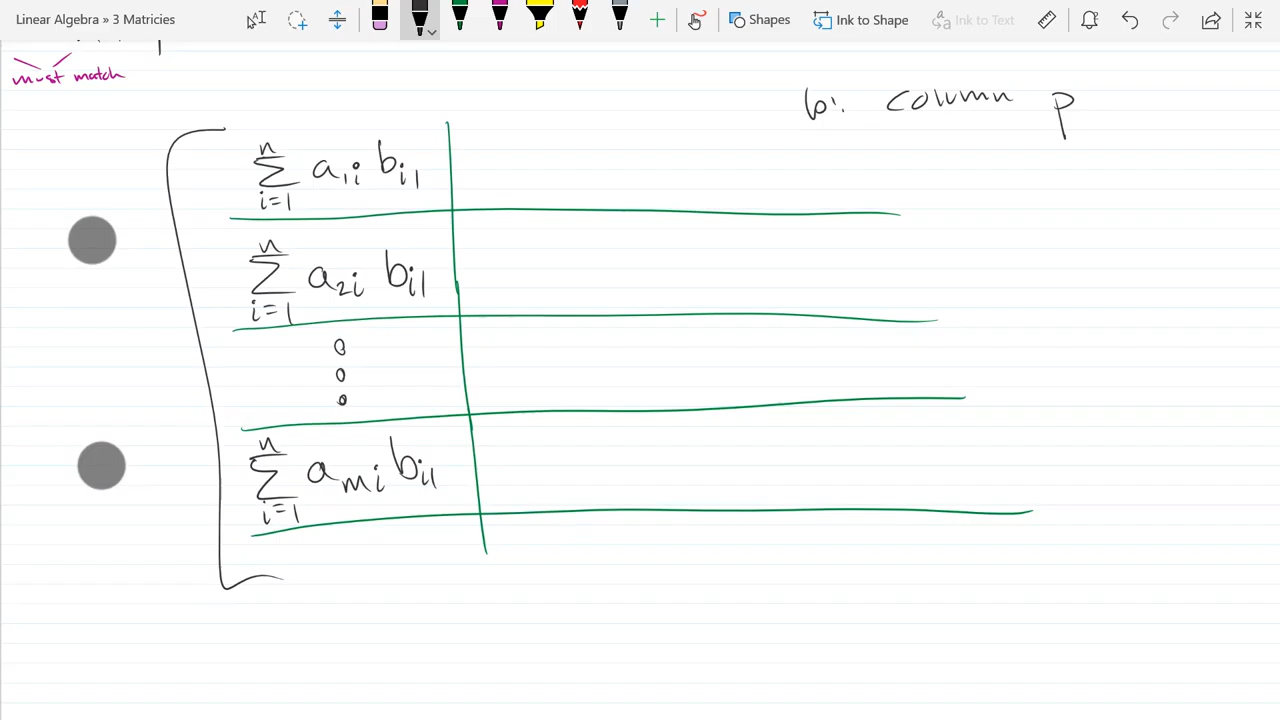 Linear Algebra » 3 Matricies
Shapes
Ink to Shape
Ink to Text
must match
b: column p
n
∑ a1i bi1
i=1
n
∑ a2i bi1
i=1
n
∑ ami bi1
i=1